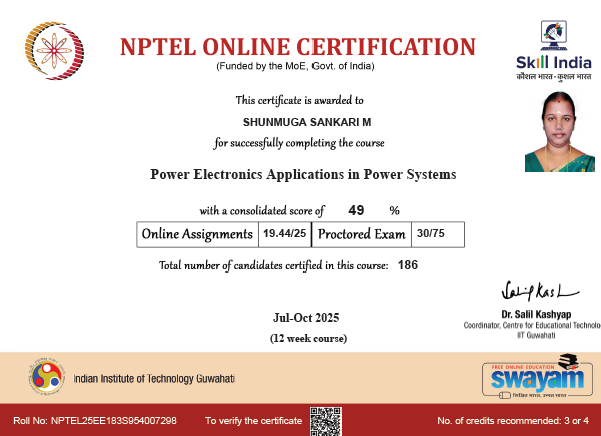 NPTEL ONLINE CERTIFICATION
(Funded by the MoE, Govt. of India)
Skill India
कौशल भारत - कुशल भारत
This certificate is awarded to
SHUNMUGA SANKARI M
for successfully completing the course
Power Electronics Applications in Power Systems
with a consolidated score of 49 %
Online Assignments 19.44/25 Proctored Exam 30/75
Total number of candidates certified in this course: 186
Jul-Oct 2025
(12 week course)
Dr. Salil Kashyap
Coordinator, Centre for Educational Technolo
IIT Guwahati
Indian Institute of Technology Guwahati
FREE ONLINE EDUCATION
swayam
शिक्षित भारत, उन्नत भारत
Roll No: NPTEL25EE183S954007298 To verify the certificate No. of credits recommended: 3 or 4